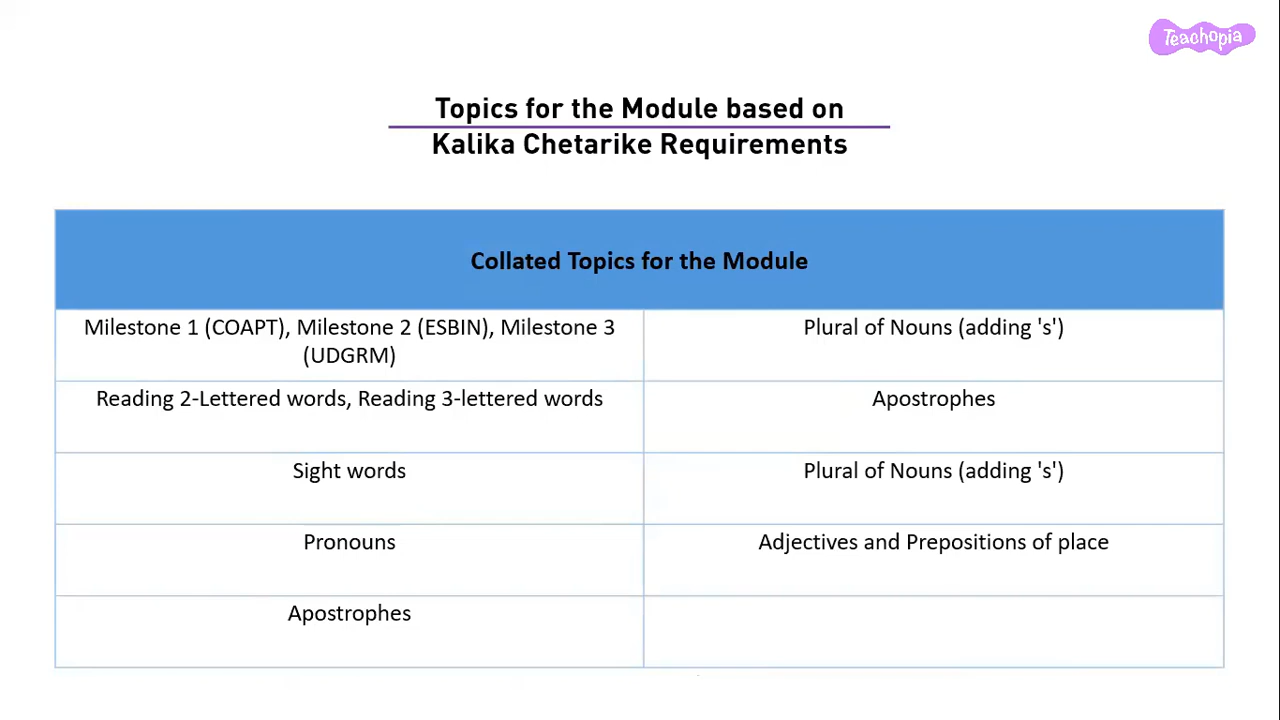 Teachopia
Topics for the Module based on
Kalika Chetarike Requirements
Collated Topics for the Module
Milestone 1 (COAPT), Milestone 2 (ESBIN), Milestone 3
(UDGRM)
Plural of Nouns (adding 's')
Reading 2-Lettered words, Reading 3-lettered words
Apostrophes
Sight words
Plural of Nouns (adding 's')
Pronouns
Adjectives and Prepositions of place
Apostrophes